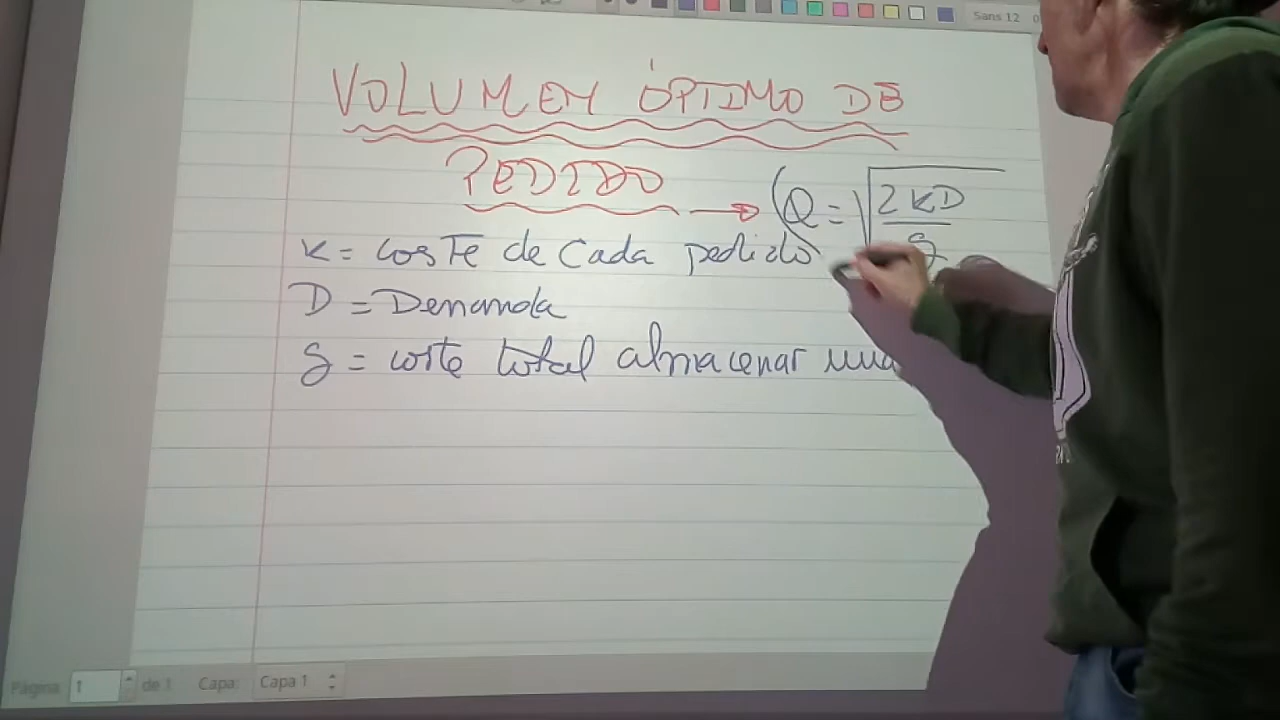 Sans 12
VOLUMEN ÓPTIMO DE
PEDIDO → Q = √2KD/g
K = coste de cada pedido
D = Demanda
g = coste total almacenar una
Página 1 de 1 Capa: Capa 1